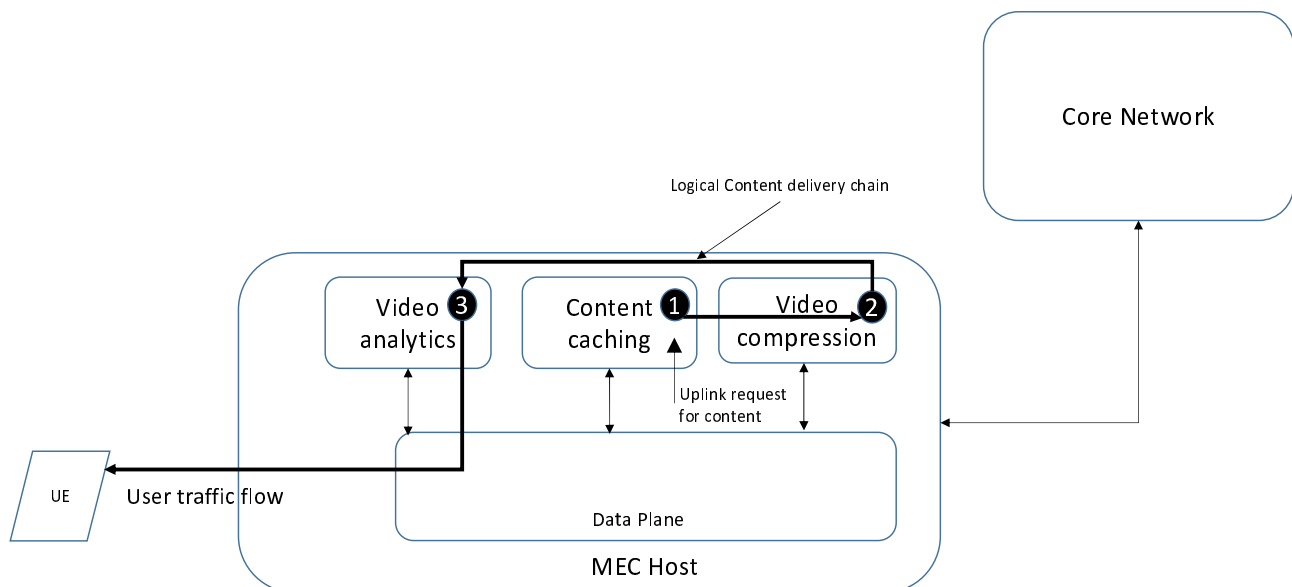 Core Network
Logical Content delivery chain
Video
analytics
3
Content
caching
1
Video
compression
2
Uplink request
for content
UE
User traffic flow
Data Plane
MEC Host